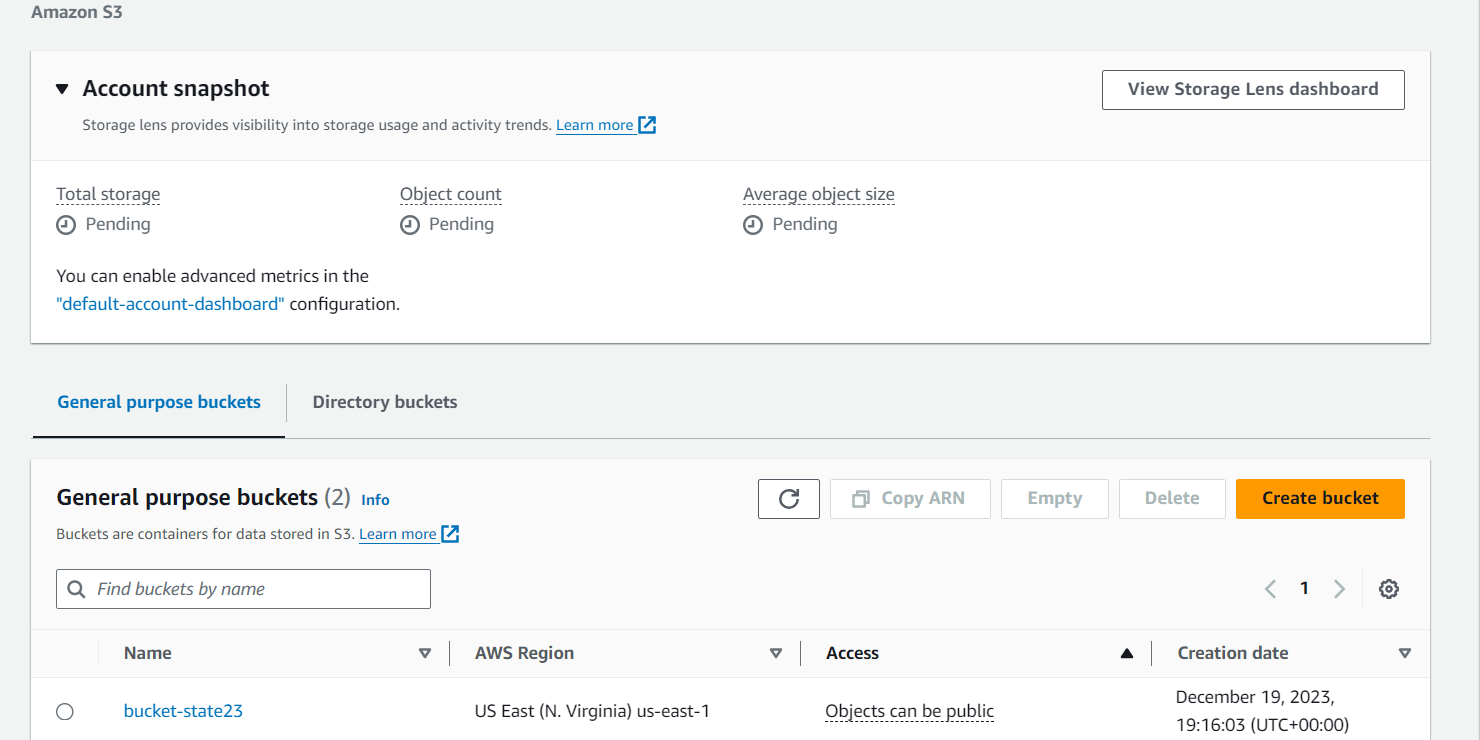 Amazon S3
Account snapshot
View Storage Lens dashboard
Storage lens provides visibility into storage usage and activity trends. Learn more
Total storage
Object count
Average object size
Pending
Pending
Pending
You can enable advanced metrics in the
"default-account-dashboard" configuration.
General purpose buckets
Directory buckets
General purpose buckets (2) Info
Copy ARN
Empty
Delete
Create bucket
Buckets are containers for data stored in S3. Learn more
Find buckets by name
1
Name
AWS Region
Access
Creation date
bucket-state23
US East (N. Virginia) us-east-1
Objects can be public
December 19, 2023,
19:16:03 (UTC+00:00)